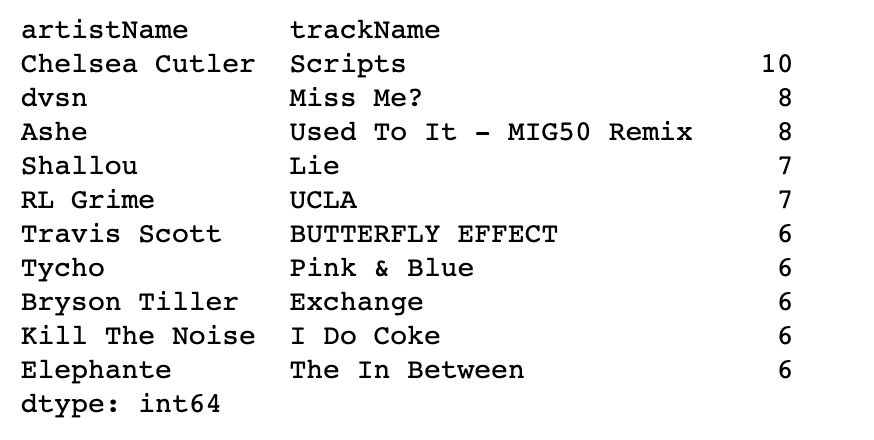 artistName      trackName
Chelsea Cutler  Scripts                     10
dvsn            Miss Me?                     8
Ashe            Used To It - MIG50 Remix     8
Shallou         Lie                          7
RL Grime        UCLA                         7
Travis Scott    BUTTERFLY EFFECT             6
Tycho           Pink & Blue                  6
Bryson Tiller   Exchange                     6
Kill The Noise  I Do Coke                    6
Elephante       The In Between               6
dtype: int64